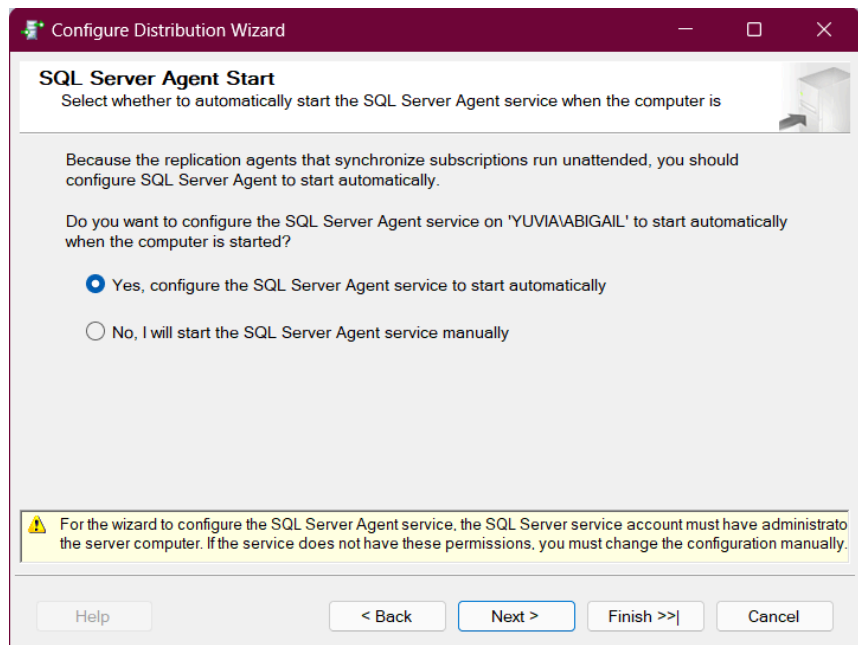 Configure Distribution Wizard
SQL Server Agent Start
Select whether to automatically start the SQL Server Agent service when the computer is
Because the replication agents that synchronize subscriptions run unattended, you should
configure SQL Server Agent to start automatically.
Do you want to configure the SQL Server Agent service on 'YUVIA\ABIGAIL' to start automatically
when the computer is started?
Yes, configure the SQL Server Agent service to start automatically
No, I will start the SQL Server Agent service manually
For the wizard to configure the SQL Server Agent service, the SQL Server service account must have administrato
the server computer. If the service does not have these permissions, you must change the configuration manually.
Help
< Back
Next >
Finish >>|
Cancel